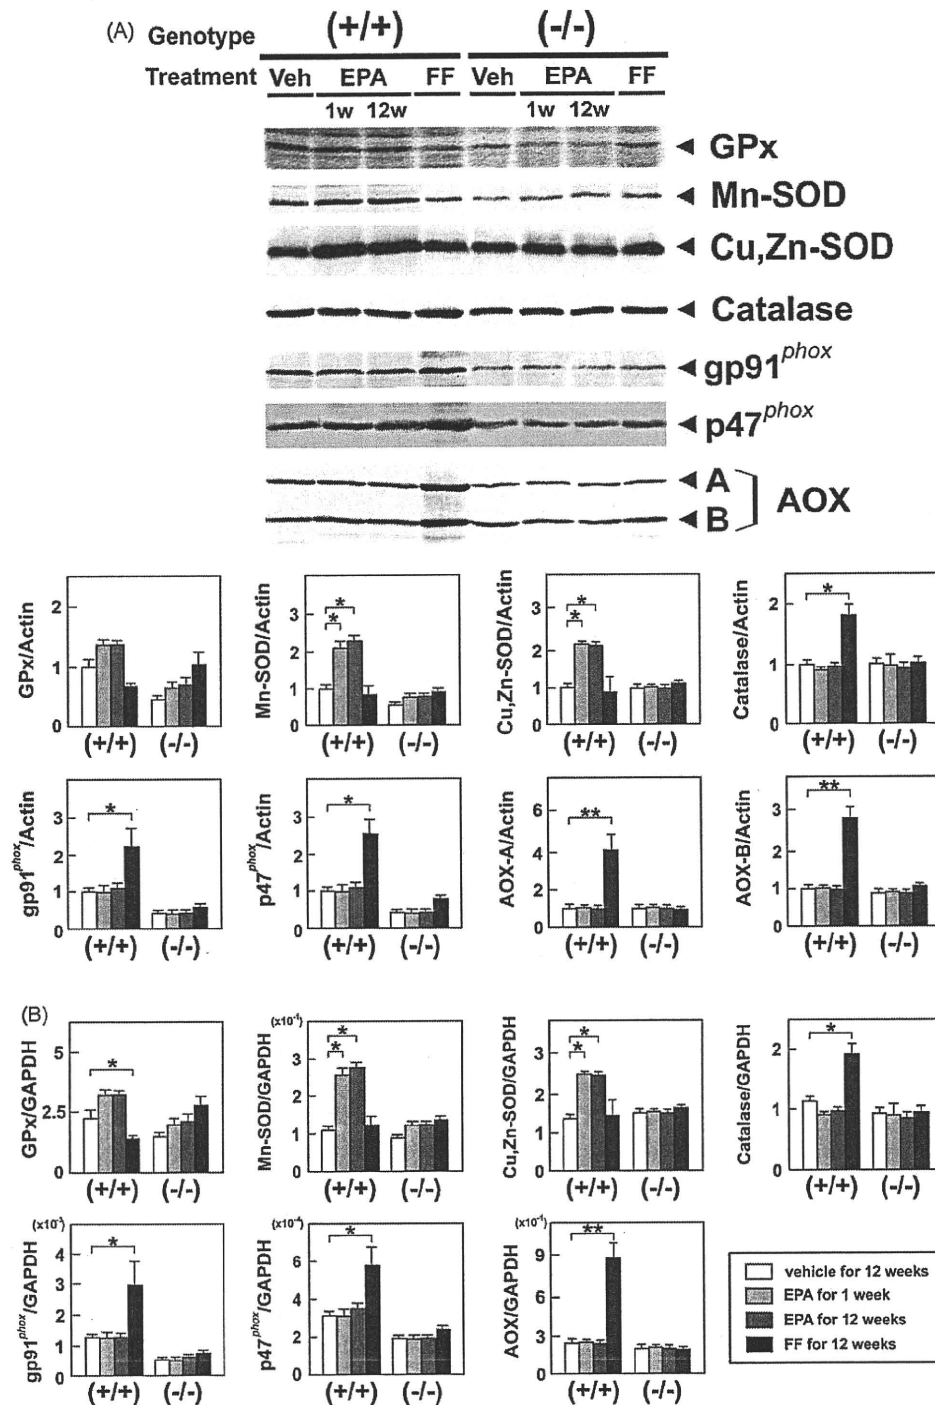 (A) Genotype (+/+) (-/-)
Treatment Veh EPA FF Veh EPA FF
1w 12w 1w 12w
GPx
Mn-SOD
Cu,Zn-SOD
Catalase
gp91phox
p47phox
A
B
AOX
GPx/Actin
2
1
0
(+/+) (-/-)
Mn-SOD/Actin
3
2
1
0
* *
(+/+) (-/-)
Cu,Zn-SOD/Actin
3
2
1
0
* *
(+/+) (-/-)
Catalase/Actin
2
1
0
*
(+/+) (-/-)
gp91phox/Actin
3
2
1
0
*
(+/+) (-/-)
p47phox/Actin
3
2
1
0
*
(+/+) (-/-)
AOX-A/Actin
6
4
2
0
**
(+/+) (-/-)
AOX-B/Actin
3
2
1
0
**
(+/+) (-/-)
(B)
GPx/GAPDH
5
2.5
0
*
(+/+) (-/-)
(x10⁻¹)
Mn-SOD/GAPDH
3
2
1
0
* *
(+/+) (-/-)
Cu,Zn-SOD/GAPDH
3
2
1
0
* *
(+/+) (-/-)
Catalase/GAPDH
2
1
0
*
(+/+) (-/-)
(x10⁻³)
gp91phox/GAPDH
4
3
2
1
0
*
(+/+) (-/-)
(x10⁻⁴)
p47phox/GAPDH
6
4
2
0
*
(+/+) (-/-)
(x10⁻¹)
AOX/GAPDH
9
6
3
0
**
(+/+) (-/-)
vehicle for 12 weeks
EPA for 1 week
EPA for 12 weeks
FF for 12 weeks